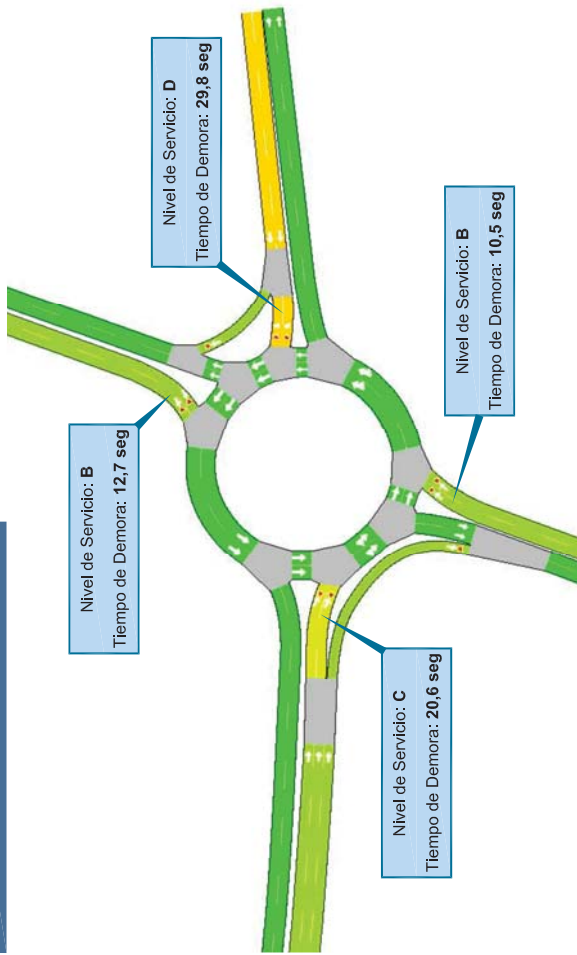 Nivel de Servicio: D
Tiempo de Demora: 29,8 seg
Nivel de Servicio: B
Tiempo de Demora: 12,7 seg
Nivel de Servicio: B
Tiempo de Demora: 10,5 seg
Nivel de Servicio: C
Tiempo de Demora: 20,6 seg